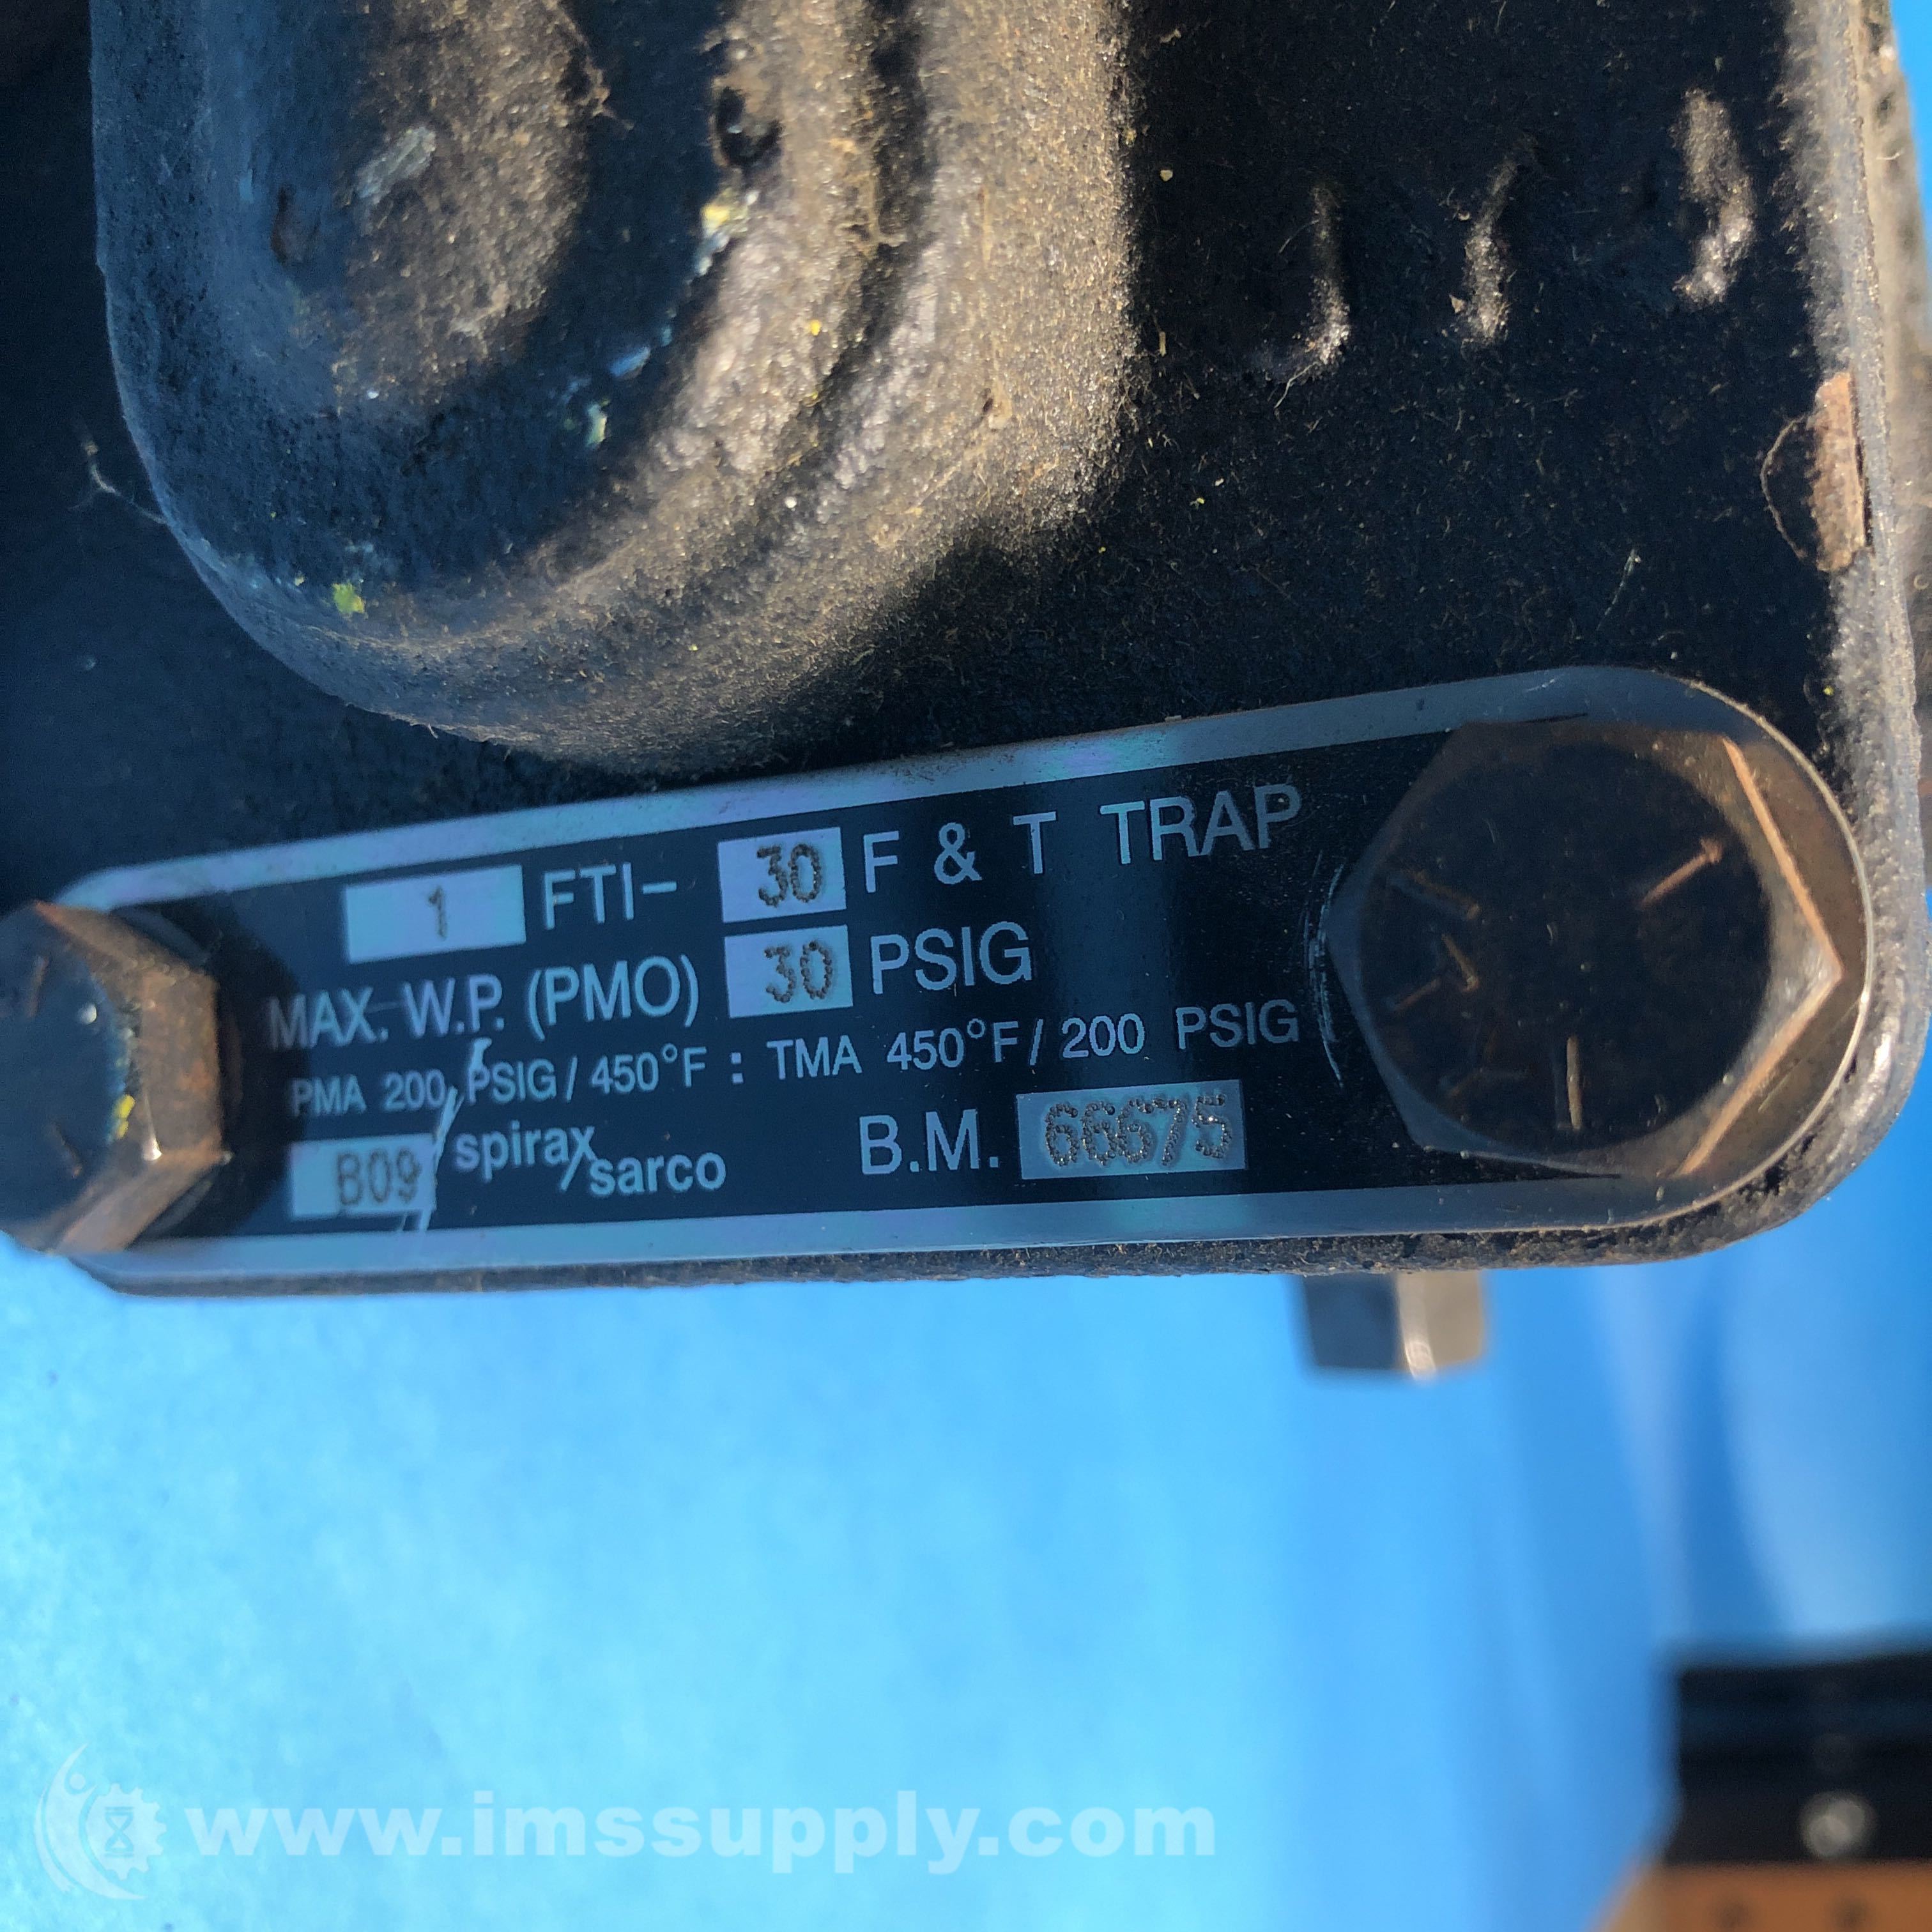 1 FTI- 30 F & T TRAP
MAX. W.P. (PMO) 30 PSIG
PMA 200 PSIG / 450°F : TMA 450°F / 200 PSIG
B09 spirax/sarco B.M. 66675
www.imssupply.com